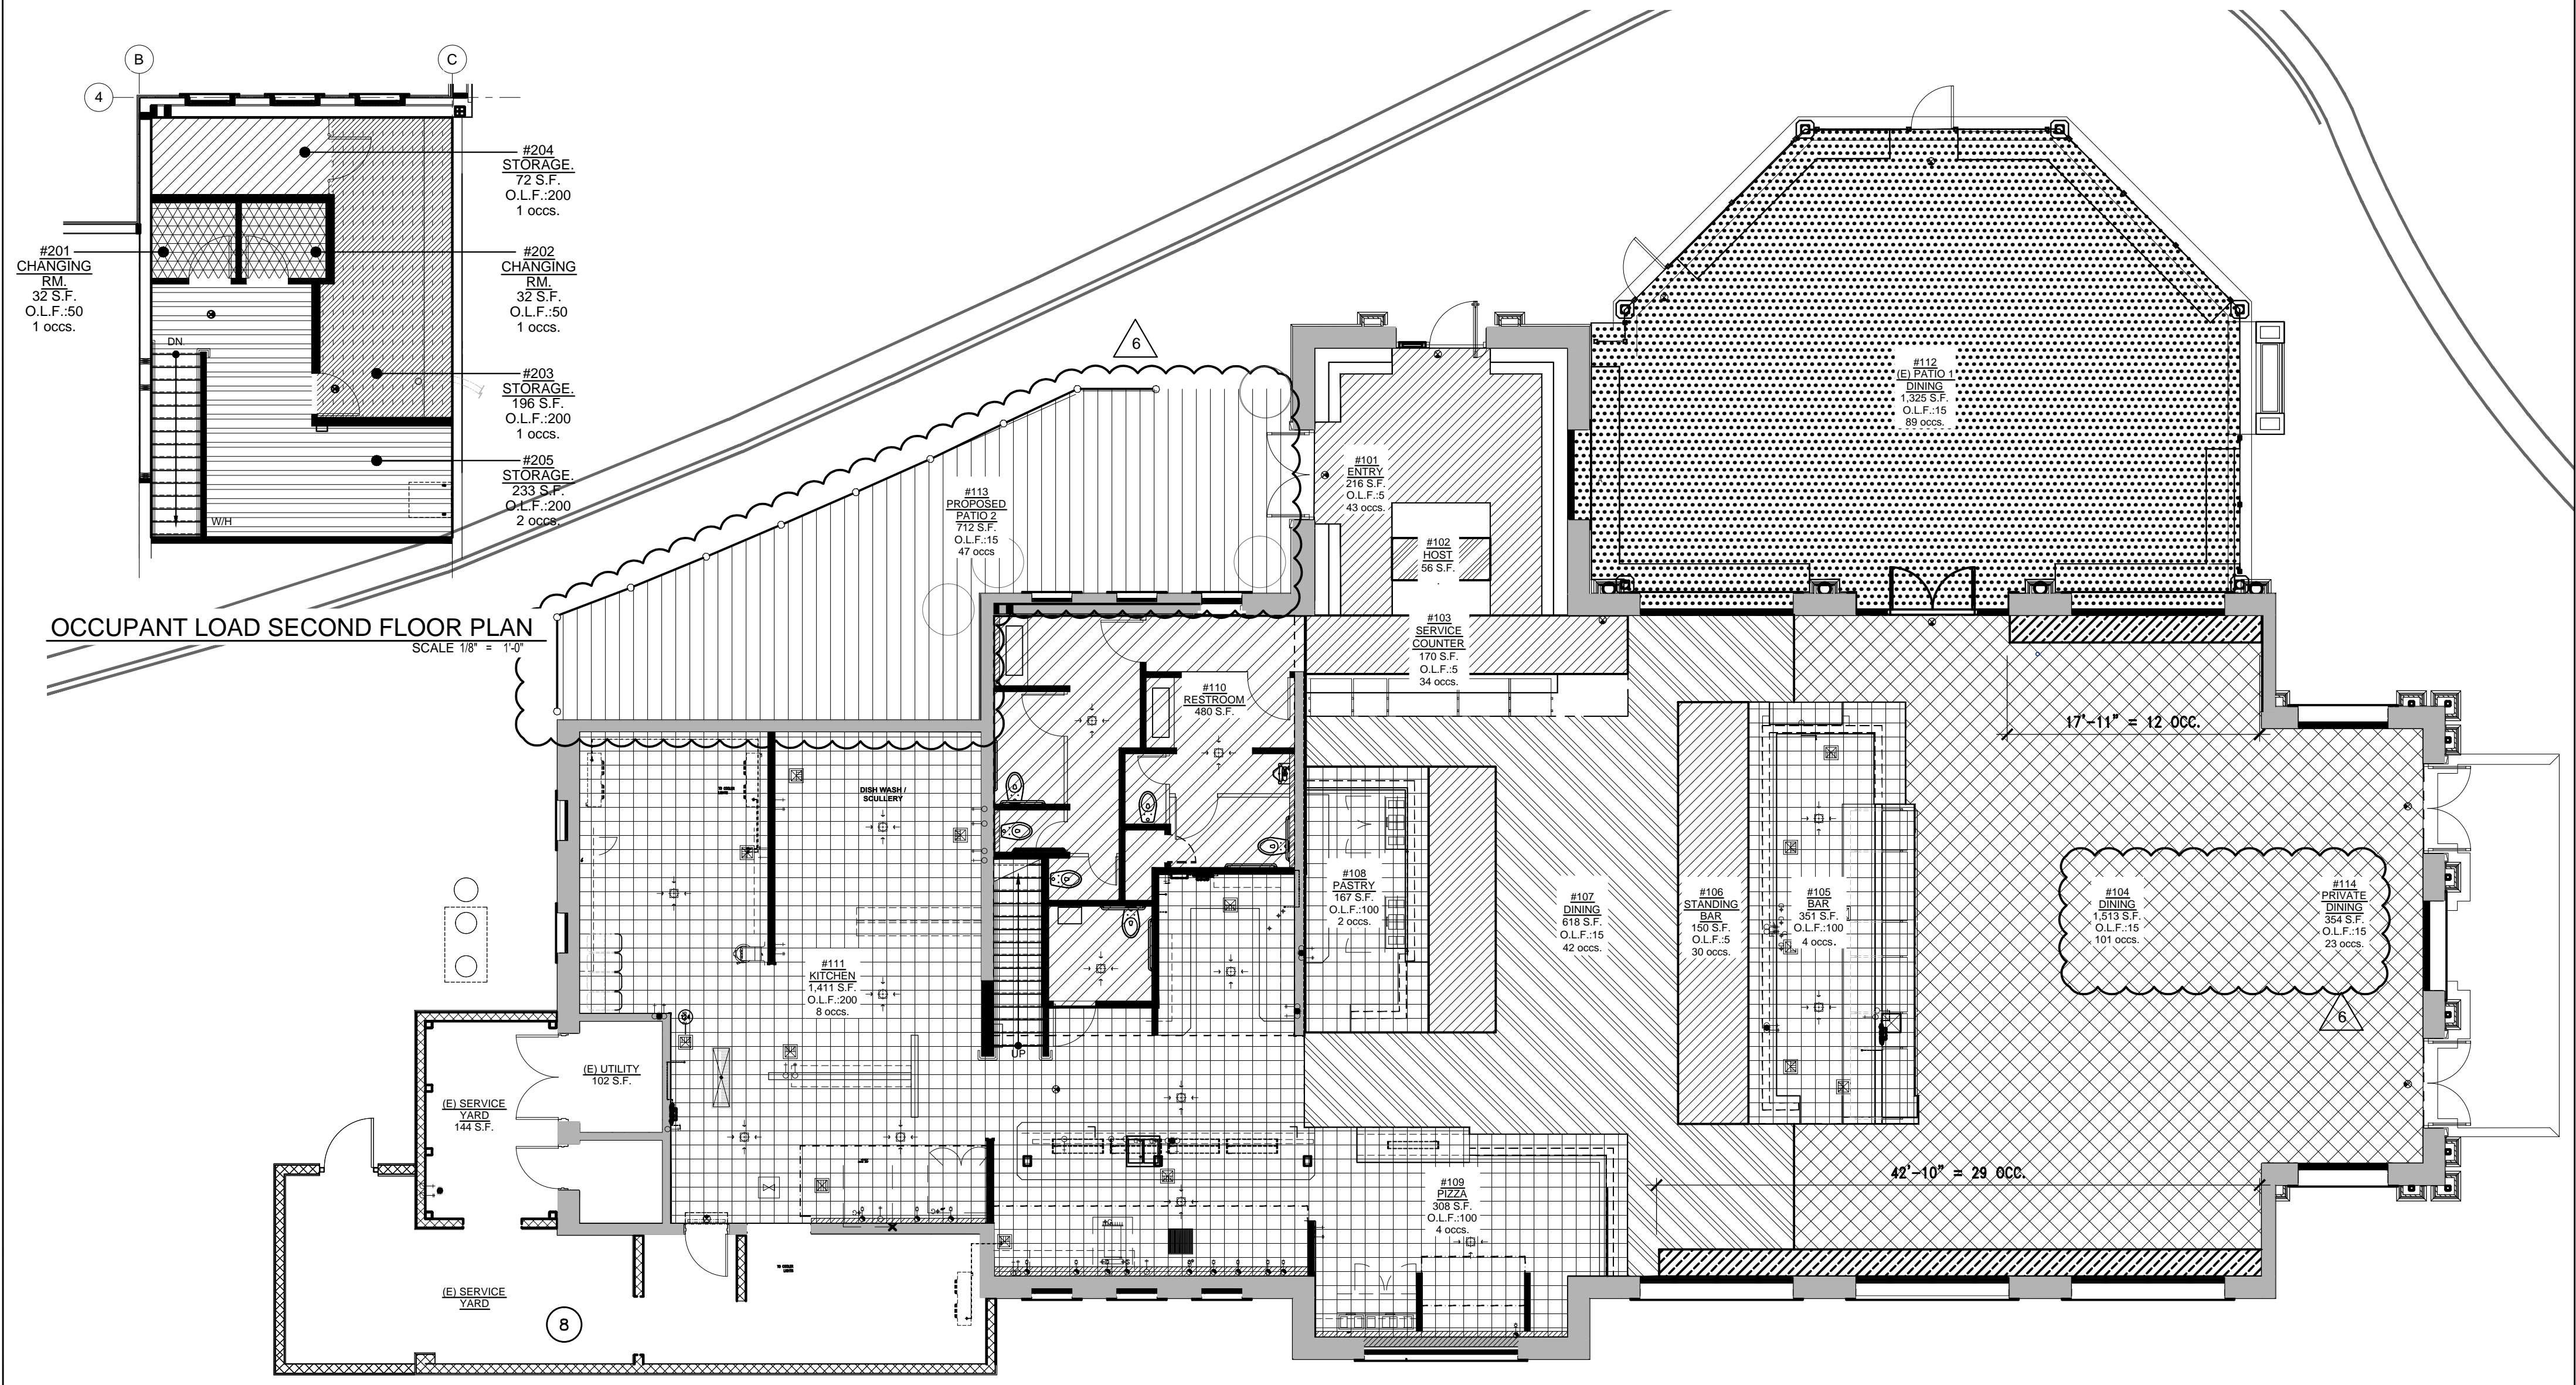 B
C
4
#204
STORAGE.
72 S.F.
O.L.F.:200
1 occs.
#201
CHANGING
RM.
32 S.F.
O.L.F.:50
1 occs.
#202
CHANGING
RM.
32 S.F.
O.L.F.:50
1 occs.
DN.
#203
STORAGE.
196 S.F.
O.L.F.:200
1 occs.
#205
STORAGE.
233 S.F.
O.L.F.:200
2 occs.
W/H
OCCUPANT LOAD SECOND FLOOR PLAN
SCALE 1/8" = 1'-0"
6
#112
(E) PATIO 1
DINING
1,325 S.F.
O.L.F.:15
89 occs.
#101
ENTRY
216 S.F.
O.L.F.:5
43 occs.
#113
PROPOSED
PATIO 2
712 S.F.
O.L.F.:15
47 occs
#102
HOST
56 S.F.
#103
SERVICE
COUNTER
170 S.F.
O.L.F.:5
34 occs.
#110
RESTROOM
480 S.F.
17'-11" = 12 OCC.
DISH WASH /
SCULLERY
TO COOLER
LIGHTS
#108
PASTRY
167 S.F.
O.L.F.:100
2 occs.
#107
DINING
618 S.F.
O.L.F.:15
42 occs.
#106
STANDING
BAR
150 S.F.
O.L.F.:5
30 occs.
#105
BAR
351 S.F.
O.L.F.:100
4 occs.
#104
DINING
1,513 S.F.
O.L.F.:15
101 occs.
#114
PRIVATE
DINING
354 S.F.
O.L.F.:15
23 occs.
6
#111
KITCHEN
1,411 S.F.
O.L.F.:200
8 occs.
UP
(E) UTILITY
102 S.F.
(E) SERVICE
YARD
144 S.F.
42'-10" = 29 OCC.
#109
PIZZA
308 S.F.
O.L.F.:100
4 occs.
TO COOLER
LIGHTS
(E) SERVICE
YARD
8